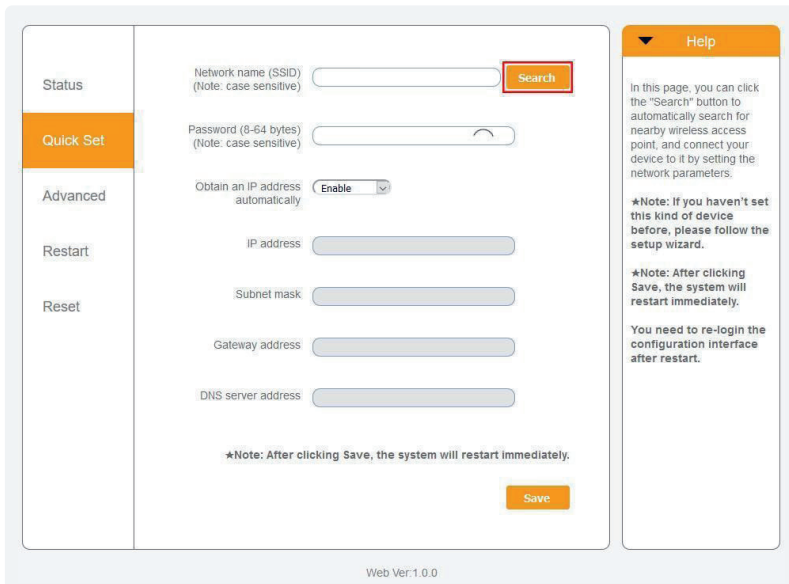 Status
Quick Set
Advanced
Restart
Reset
Network name (SSID)
(Note: case sensitive)
Search
Password (8-64 bytes)
(Note: case sensitive)
Obtain an IP address
automatically
Enable
IP address
Subnet mask
Gateway address
DNS server address
★Note: After clicking Save, the system will restart immediately.
Save
Help
In this page, you can click
the "Search" button to
automatically search for
nearby wireless access
point, and connect your
device to it by setting the
network parameters.
★Note: If you haven't set
this kind of device
before, please follow the
setup wizard.
★Note: After clicking
Save, the system will
restart immediately.
You need to re-login the
configuration interface
after restart.
Web Ver:1.0.0